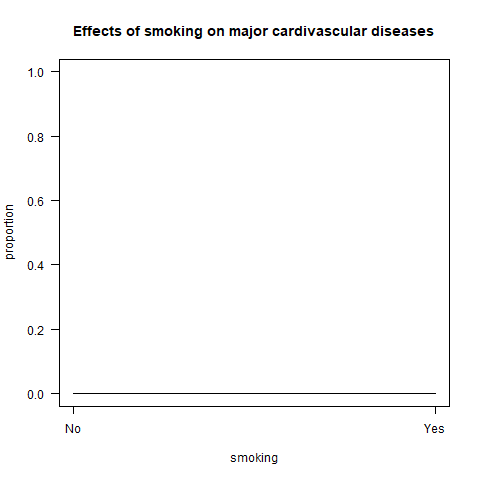 Effects of smoking on major cardivascular diseases
1.0
0.8
0.6
0.4
0.2
0.0
proportion
No
Yes
smoking